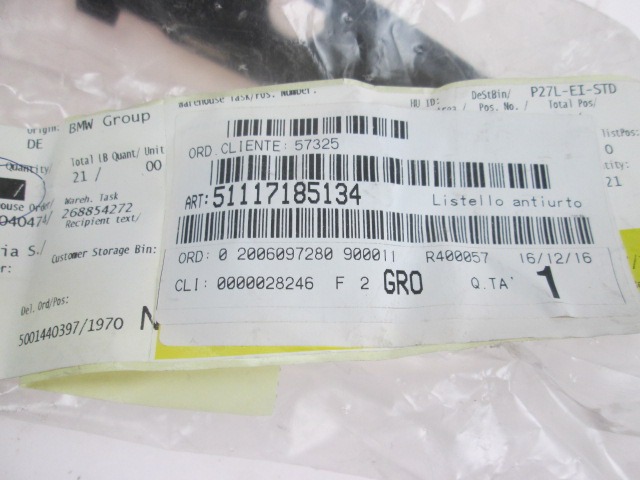 Warehouse Task/Pos. Number:
HU ID:
DeStBin/ P27L-EI-STD
Pos. No./ Total Pos/
Origin: BMW Group
DE
ORD.CLIENTE: 57325
Quantity
Total LB Quant/ Unit
21 / 00
Wareh. Task
268854272
Recipient text/
ART: 51117185134 Listello antiurto
Customer Storage Bin:
ORD: 0 2006097280 900011 R400057 16/12/16
CLI: 0000028246 F 2 GRO Q.TA' 1
Del. Ord/Pos:
5001440397/1970 N
listPos:
0
21